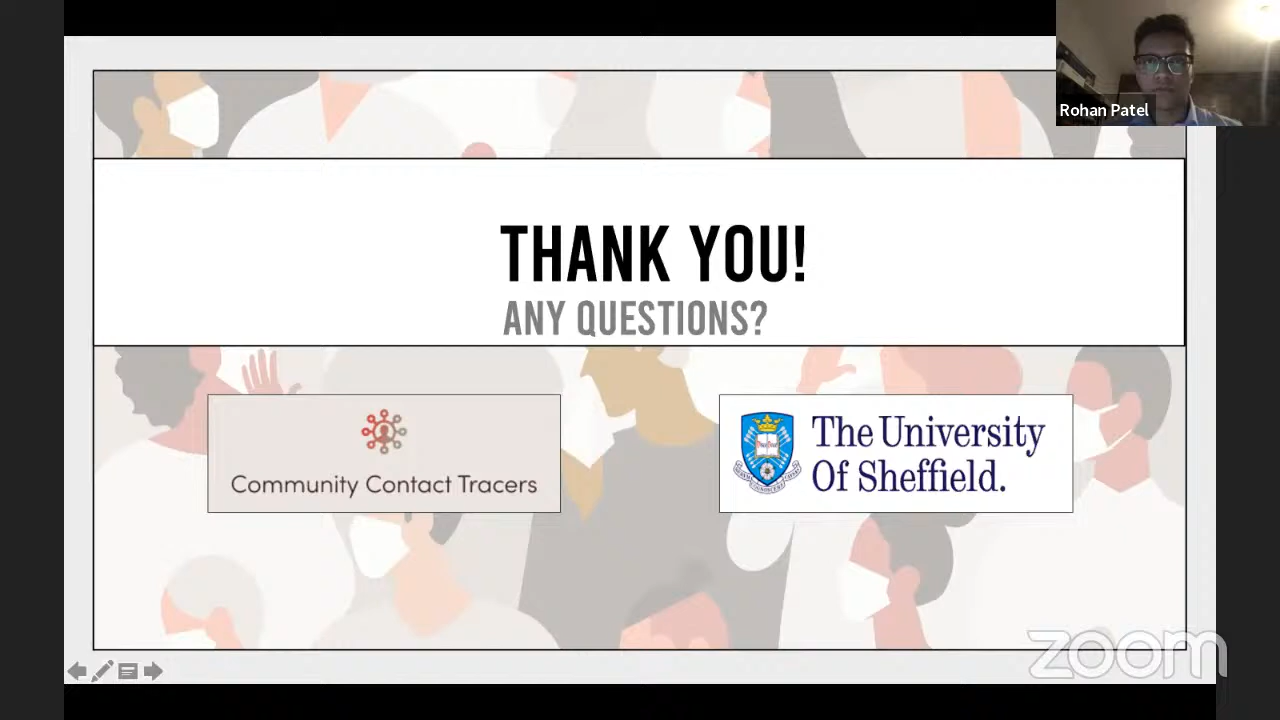 Rohan Patel
THANK YOU!
ANY QUESTIONS?
Community Contact Tracers
The University
Of Sheffield.
zoom